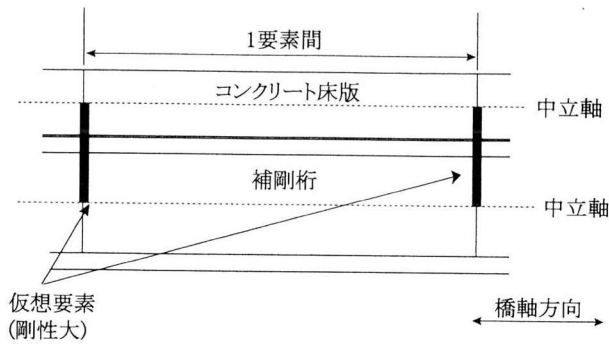 1要素間
コンクリート床版
中立軸
補剛桁
中立軸
仮想要素
(剛性大)
橋軸方向